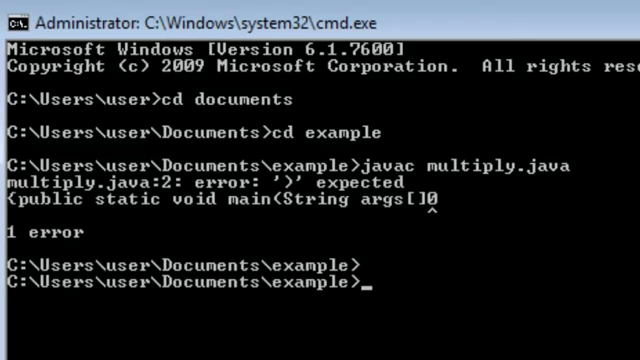 Administrator: C:\Windows\system32\cmd.exe
Microsoft Windows [Version 6.1.7600]
Copyright (c) 2009 Microsoft Corporation.  All rights rese
C:\Users\user>cd documents
C:\Users\user\Documents>cd example
C:\Users\user\Documents\example>javac multiply.java
multiply.java:2: error: ')' expected
{public static void main(String args[]0
^
1 error
C:\Users\user\Documents\example>
C:\Users\user\Documents\example>_